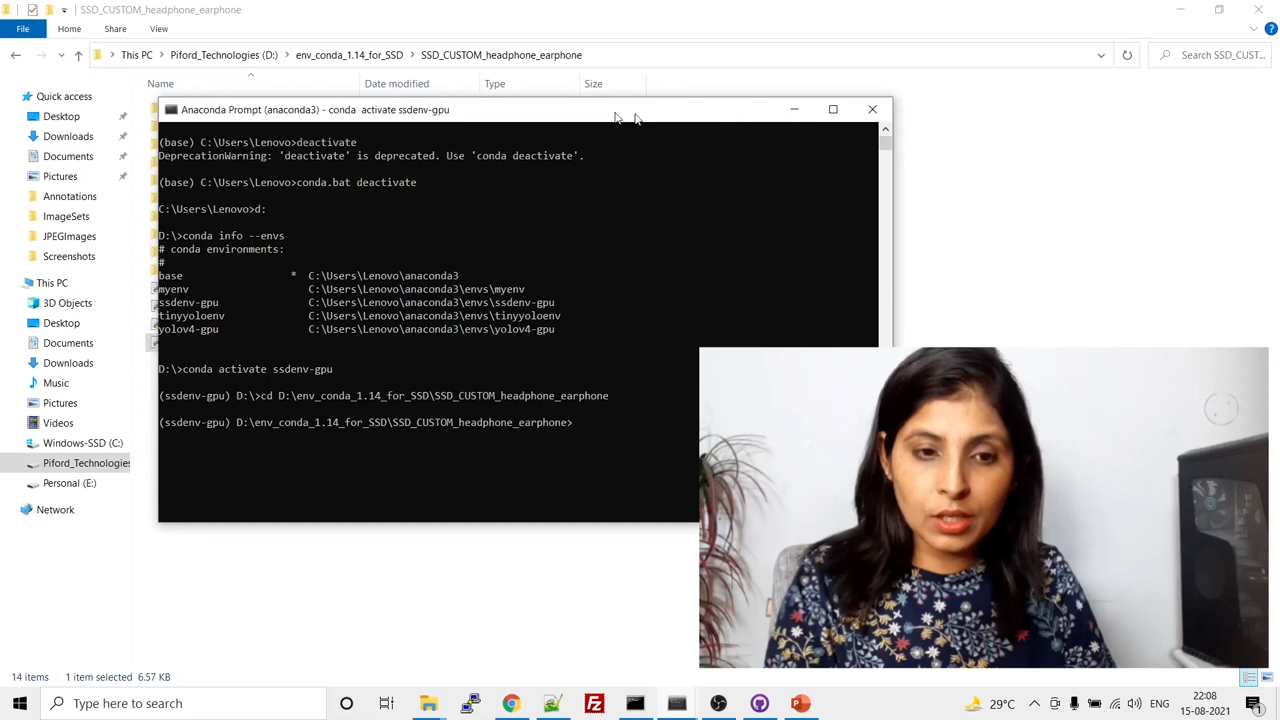 SSD_CUSTOM_headphone_earphone
File Home Share View
This PC Piford_Technologies (D:) env_conda_1.14_for_SSD SSD_CUSTOM_headphone_earphone
Search SSD_CUST...
Name Date modified Type Size
Quick access
Desktop
Downloads
Documents
Pictures
Annotations
ImageSets
JPEGImages
Screenshots
This PC
3D Objects
Desktop
Documents
Downloads
Music
Pictures
Videos
Windows-SSD (C:)
Piford_Technologies
Personal (E:)
Network
Anaconda Prompt (anaconda3) - conda activate ssdenv-gpu
(base) C:\Users\Lenovo>deactivate
DeprecationWarning: 'deactivate' is deprecated. Use 'conda deactivate'.
(base) C:\Users\Lenovo>conda.bat deactivate
C:\Users\Lenovo>d:
D:\>conda info --envs
# conda environments:
#
base * C:\Users\Lenovo\anaconda3
myenv C:\Users\Lenovo\anaconda3\envs\myenv
ssdenv-gpu C:\Users\Lenovo\anaconda3\envs\ssdenv-gpu
tinyyoloenv C:\Users\Lenovo\anaconda3\envs\tinyyoloenv
yolov4-gpu C:\Users\Lenovo\anaconda3\envs\yolov4-gpu
D:\>conda activate ssdenv-gpu
(ssdenv-gpu) D:\>cd D:\env_conda_1.14_for_SSD\SSD_CUSTOM_headphone_earphone
(ssdenv-gpu) D:\env_conda_1.14_for_SSD\SSD_CUSTOM_headphone_earphone>
14 items 1 item selected 6.57 KB
Type here to search
29°C
ENG
22:08
15-08-2021
1